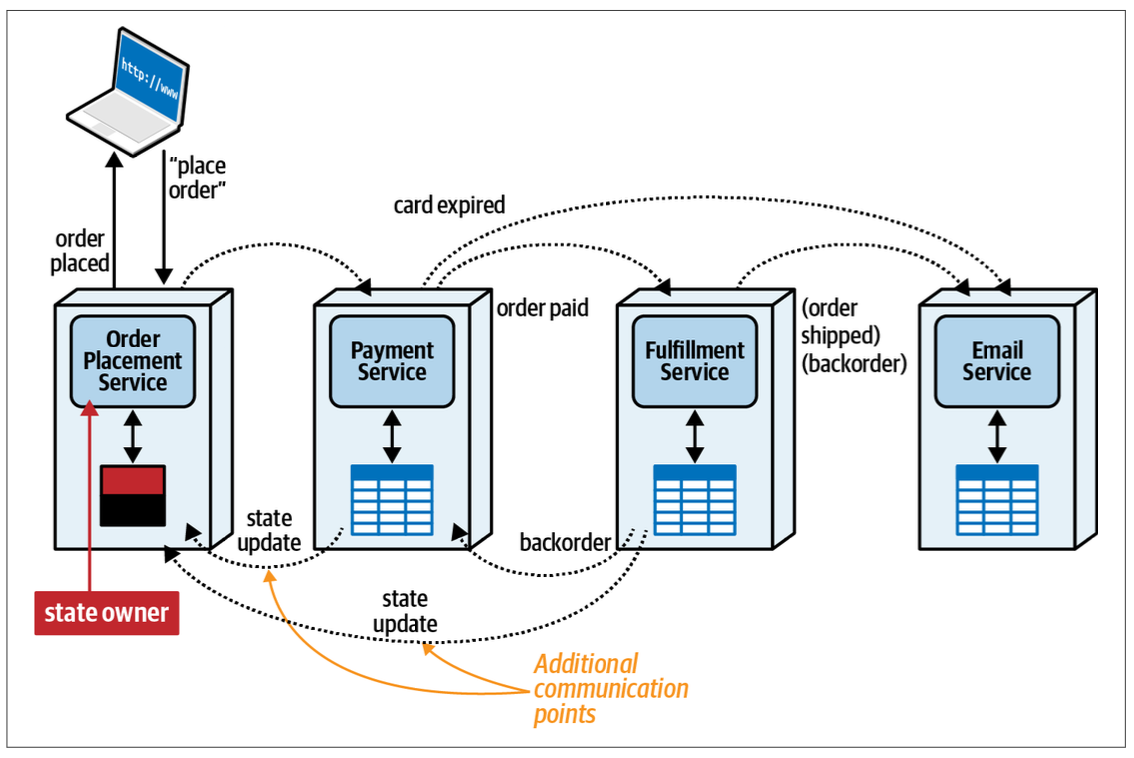 http://www
“place
order”
order
placed
card expired
order paid
(order
shipped)
(backorder)
Order
Placement
Service
Payment
Service
Fulfillment
Service
Email
Service
state
update
backorder
state owner
state
update
Additional
communication
points